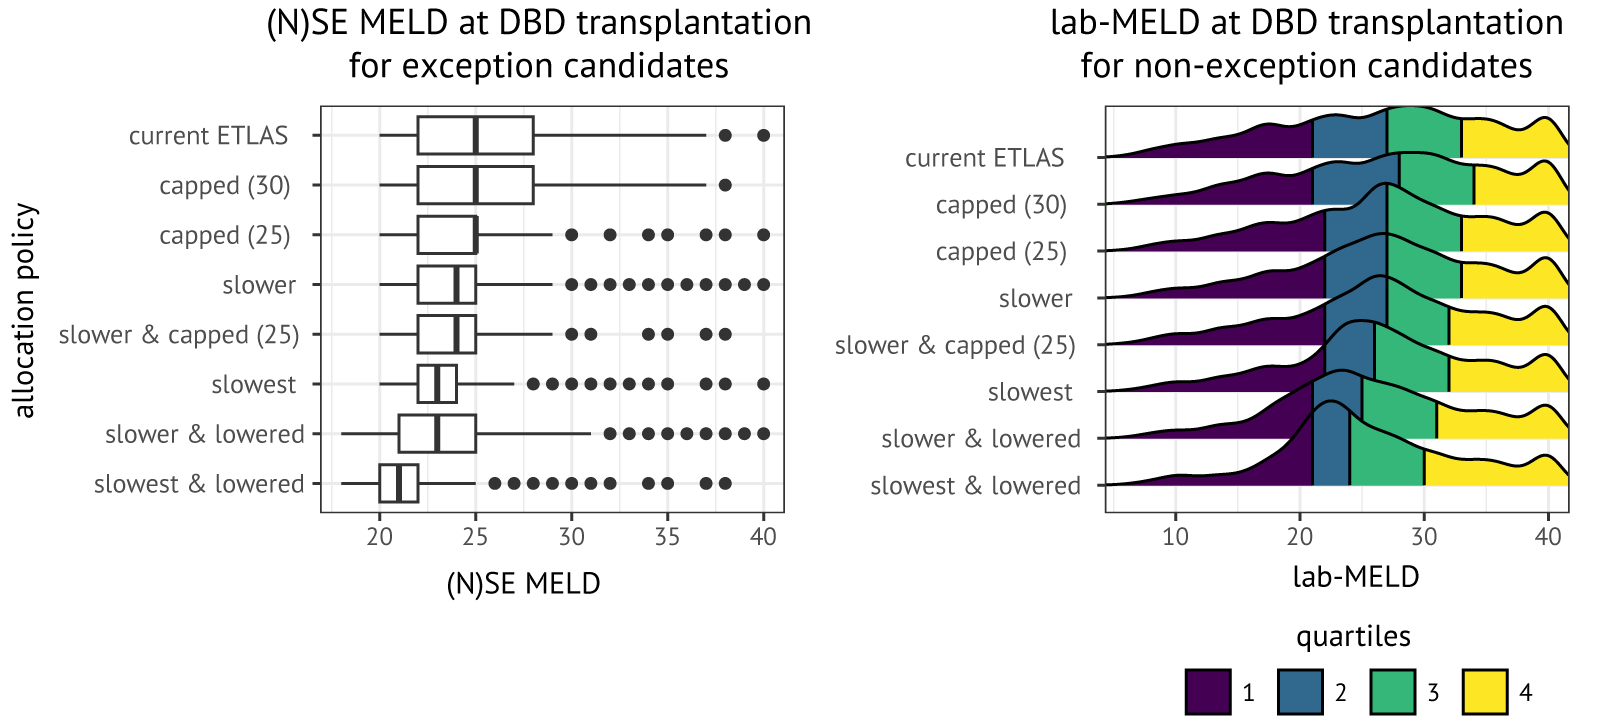 (N)SE MELD at DBD transplantation
for exception candidates
allocation policy
current ETLAS
capped (30)
capped (25)
slower
slower & capped (25)
slowest
slower & lowered
slowest & lowered
20 25 30 35 40
(N)SE MELD
lab-MELD at DBD transplantation
for non-exception candidates
current ETLAS
capped (30)
capped (25)
slower
slower & capped (25)
slowest
slower & lowered
slowest & lowered
10 20 30 40
lab-MELD
quartiles
1 2 3 4